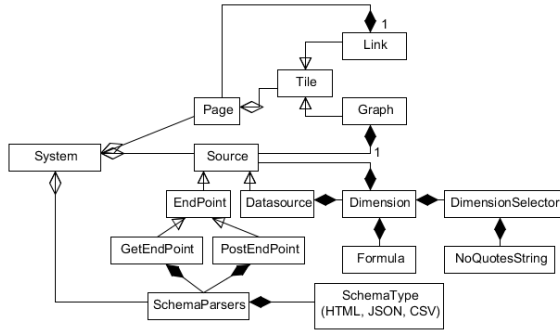 1
Link
Tile
Page
Graph
System
Source
1
EndPoint
Datasource
Dimension
DimensionSelector
GetEndPoint
PostEndPoint
Formula
NoQuotesString
SchemaParsers
SchemaType
(HTML, JSON, CSV)